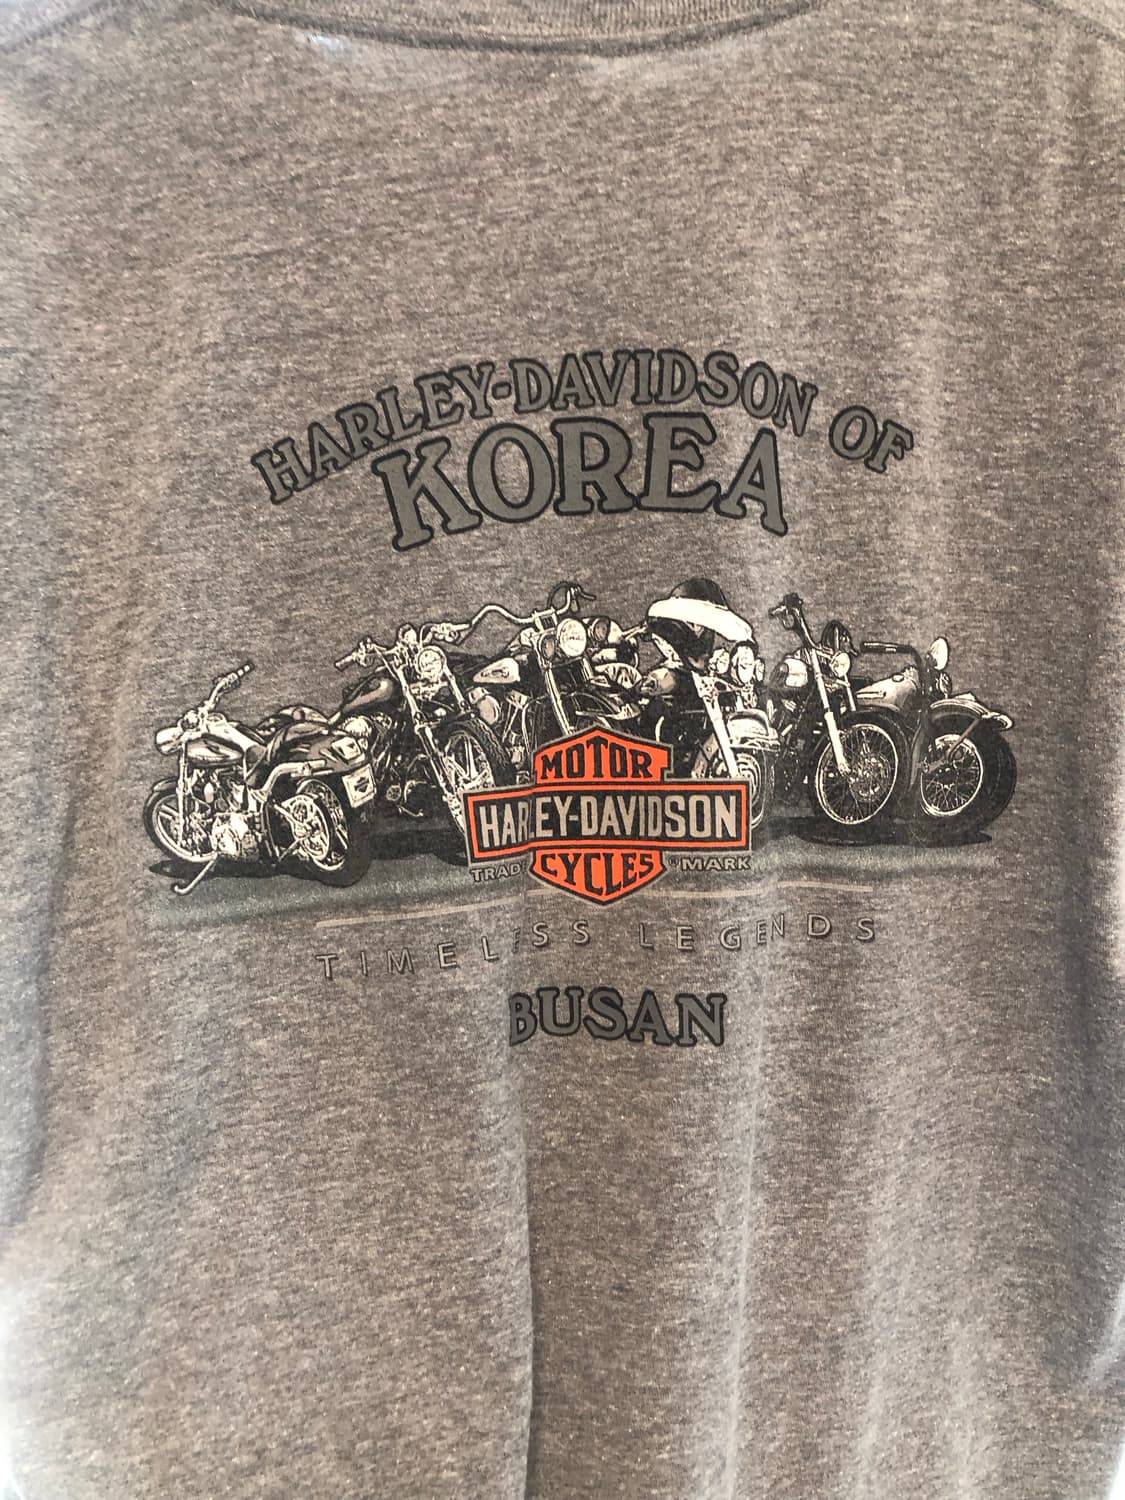 HARLEY-DAVIDSON OF
KOREA
MOTOR
HARLEY-DAVIDSON
CYCLES
TRADE MARK
TIMELESS LEGENDS
BUSAN